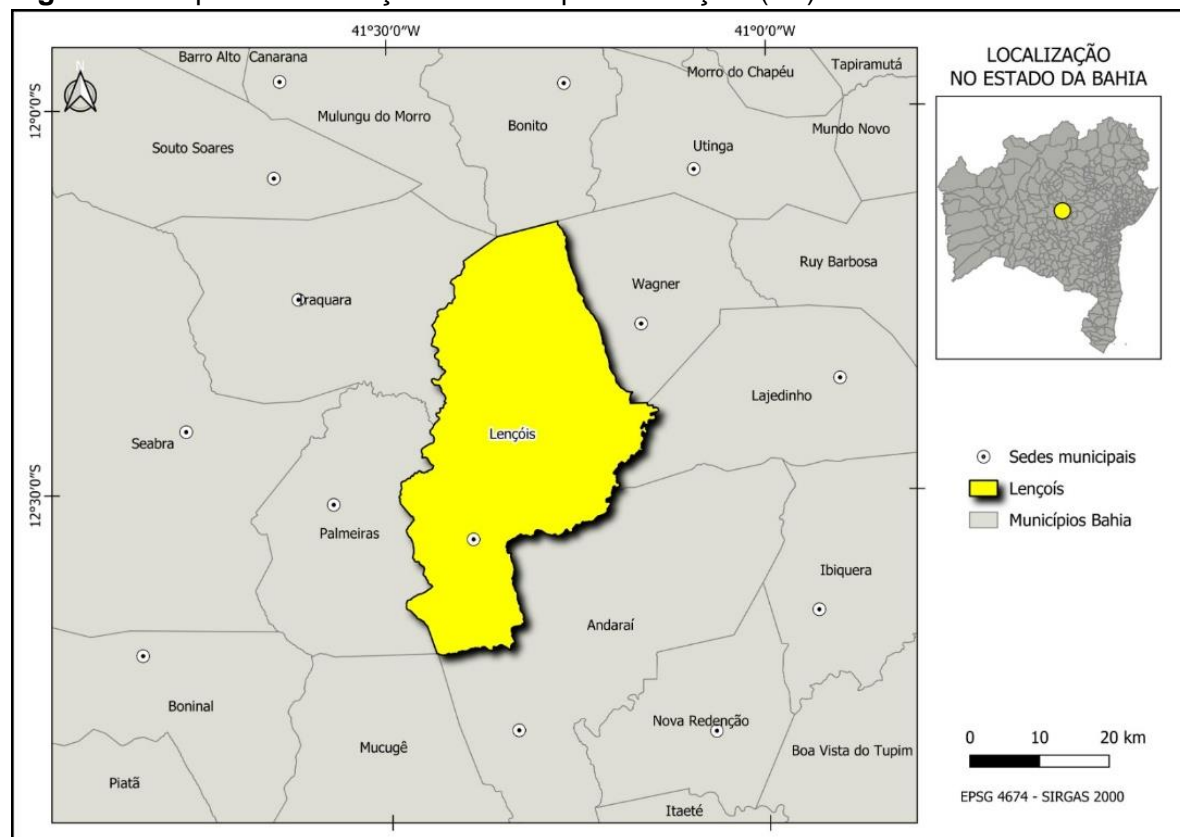 41°30'0"W
41°0'0"W
12°0'0"S
12°30'0"S
N
Barro Alto Canarana
Morro do Chapéu
Tapiramutá
Mulungu do Morro
Bonito
Mundo Novo
Souto Soares
Utinga
Iraquara
Wagner
Ruy Barbosa
Lajedinho
Seabra
Lençóis
Palmeiras
Ibiquera
Andaraí
Boninal
Nova Redenção
Mucugê
Boa Vista do Tupim
Piatã
Itaeté
LOCALIZAÇÃO
NO ESTADO DA BAHIA
Sedes municipais
Lençoís
Municípios Bahia
0 10 20 km
EPSG 4674 - SIRGAS 2000